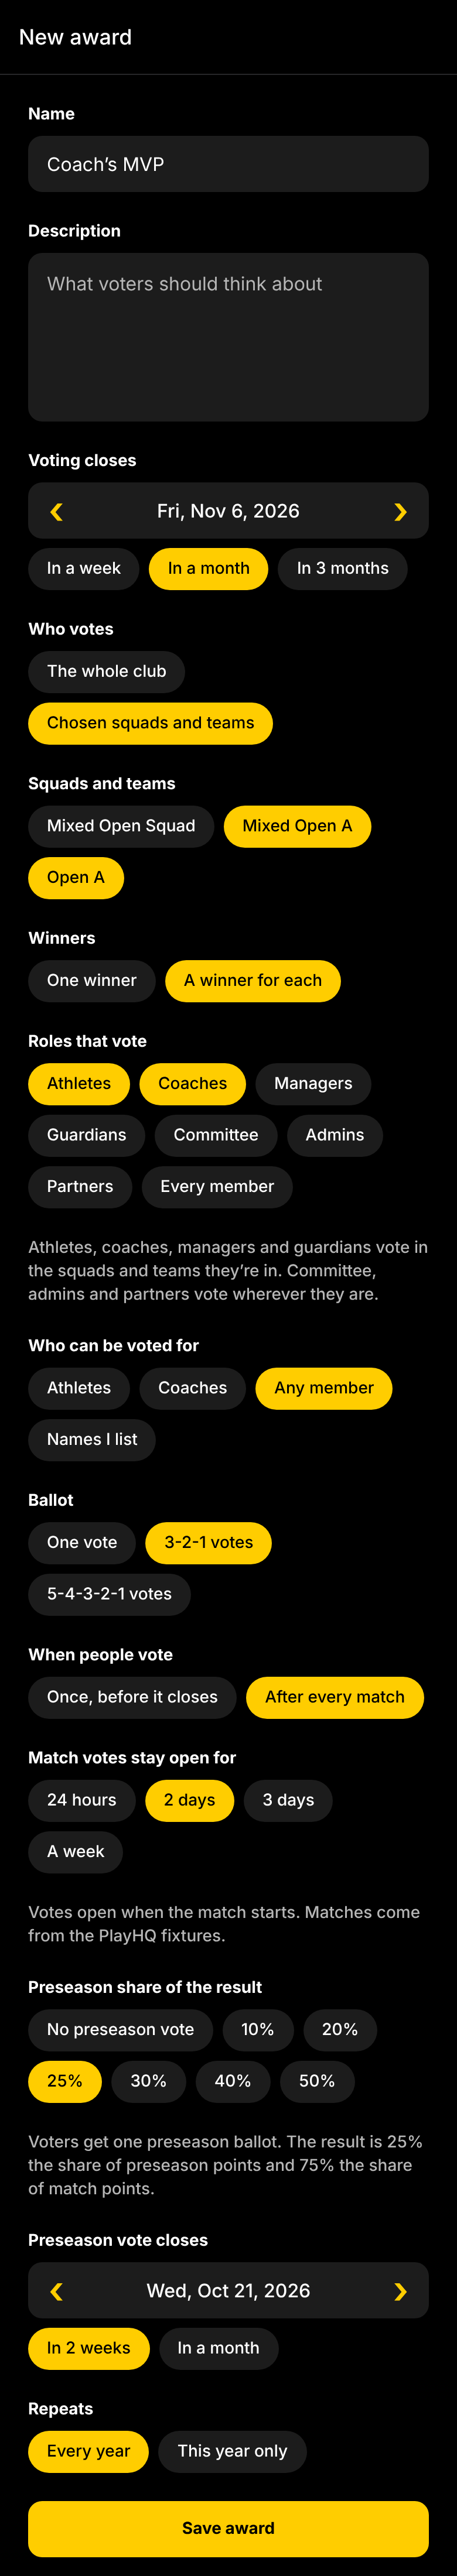 New award
Name
Coach’s MVP
Description
What voters should think about
Voting closes
Fri, Nov 6, 2026
In a week In a month In 3 months
Who votes
The whole club
Chosen squads and teams
Squads and teams
Mixed Open Squad Mixed Open A
Open A
Winners
One winner A winner for each
Roles that vote
Athletes Coaches Managers
Guardians Committee Admins
Partners Every member
Athletes, coaches, managers and guardians vote in
the squads and teams they’re in. Committee,
admins and partners vote wherever they are.
Who can be voted for
Athletes Coaches Any member
Names I list
Ballot
One vote 3-2-1 votes
5-4-3-2-1 votes
When people vote
Once, before it closes After every match
Match votes stay open for
24 hours 2 days 3 days
A week
Votes open when the match starts. Matches come
from the PlayHQ fixtures.
Preseason share of the result
No preseason vote 10% 20%
25% 30% 40% 50%
Voters get one preseason ballot. The result is 25%
the share of preseason points and 75% the share
of match points.
Preseason vote closes
Wed, Oct 21, 2026
In 2 weeks In a month
Repeats
Every year This year only
Save award